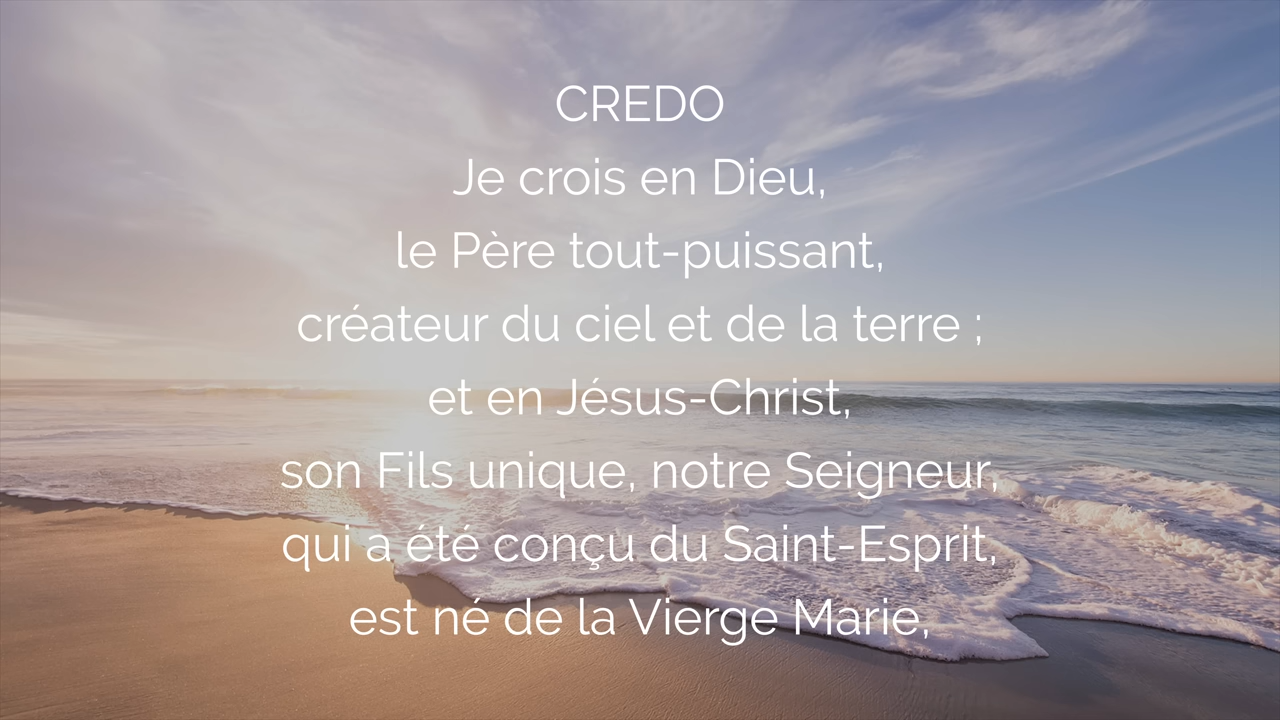 CREDO
Je crois en Dieu,
le Père tout-puissant,
créateur du ciel et de la terre ;
et en Jésus-Christ,
son Fils unique, notre Seigneur,
qui a été conçu du Saint-Esprit,
est né de la Vierge Marie,